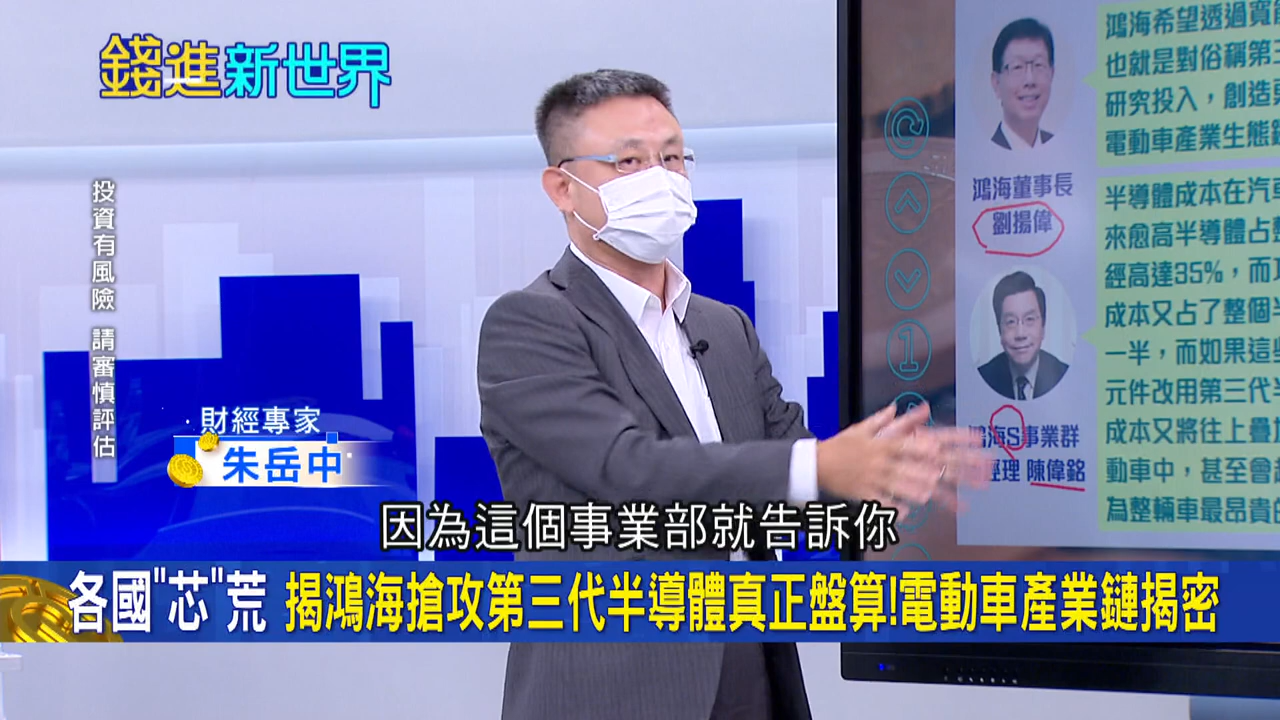 錢進新世界
投資有風險 請審慎評估
財經專家
朱岳中
鴻海董事長
劉揚偉
鴻海S事業群
經理 陳偉銘
鴻海希望透過
也就是對俗稱第
研究投入，創造
電動車產業生態
半導體成本在汽
來愈高半導體占
經高達35%，而
成本又占了整個
一半，而如果這
元件改用第三代
成本又將往上疊
動車中，甚至會
為整輛車最昂貴
1
因為這個事業部就告訴你
各國"芯"荒 揭鴻海搶攻第三代半導體真正盤算!電動車產業鏈揭密